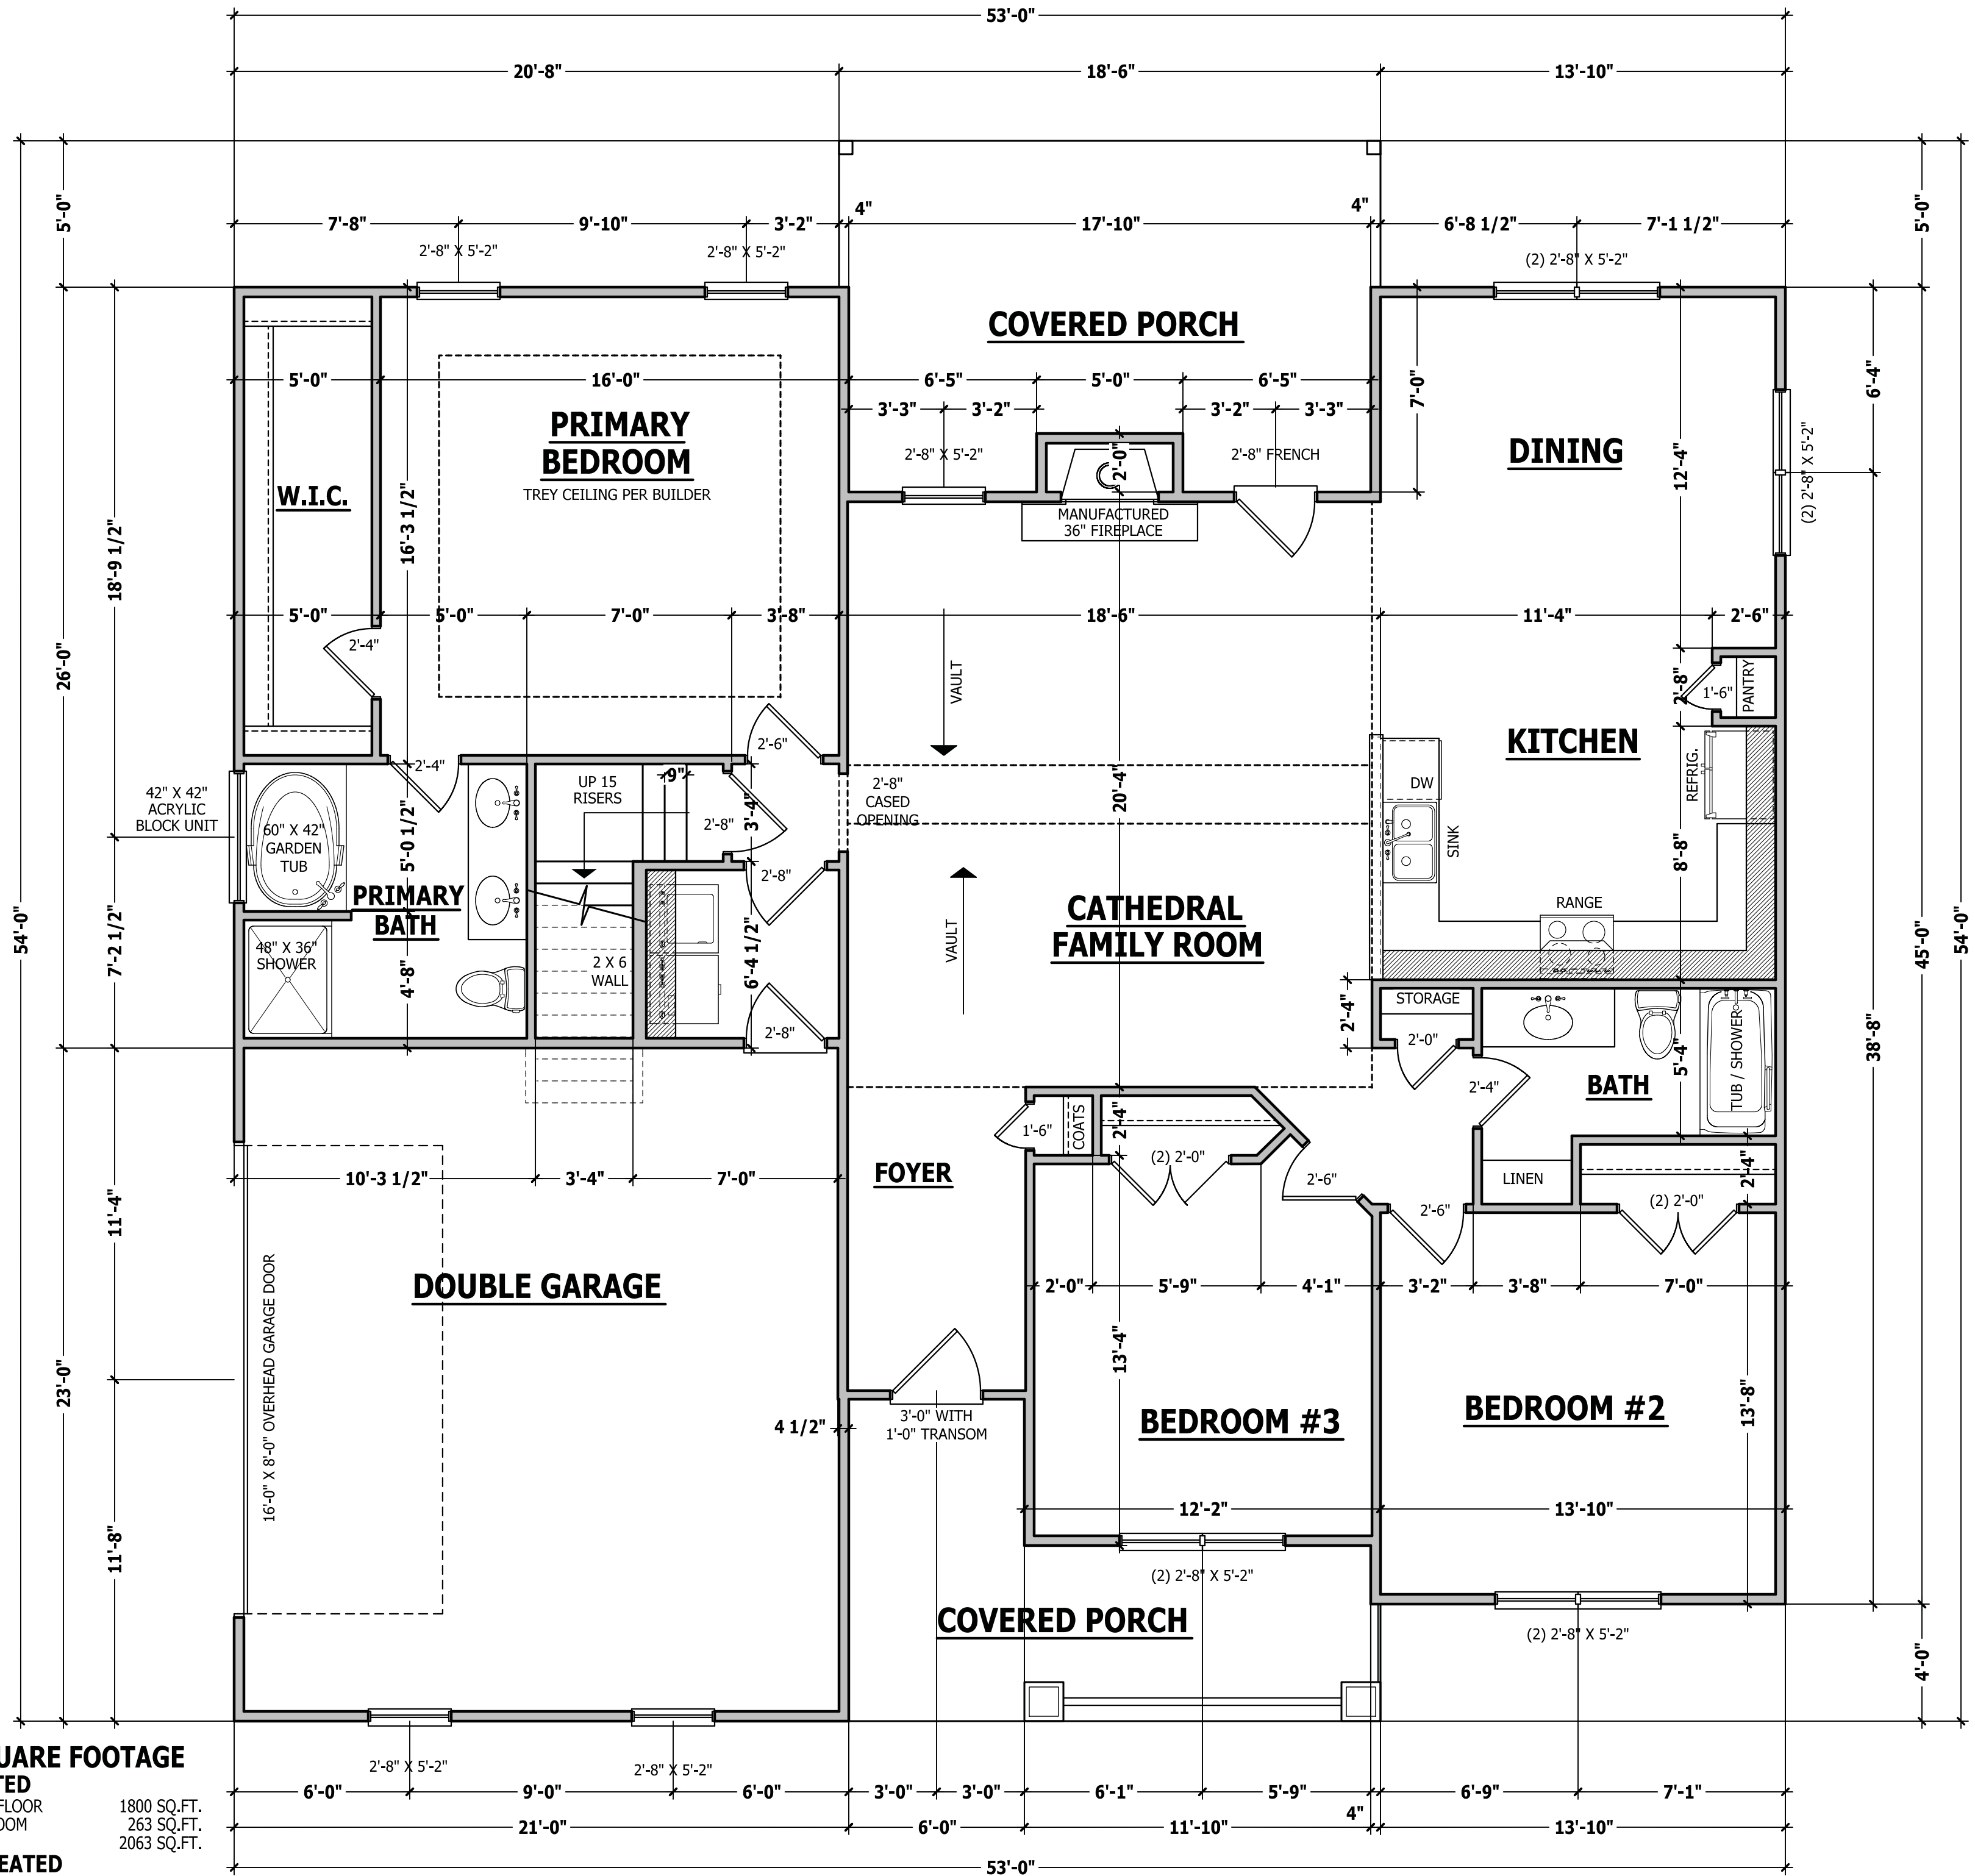 53'-0"
20'-8" 18'-6" 13'-10"
5'-0" 5'-0"
4" 4"
7'-8" 9'-10" 3'-2" 17'-10" 6'-8 1/2" 7'-1 1/2"
2'-8" X 5'-2" 2'-8" X 5'-2" (2) 2'-8" X 5'-2"
COVERED PORCH
5'-0" 16'-0" 6'-5" 5'-0" 6'-5" 7'-0" 6'-4"
3'-3" 3'-2" 3'-2" 3'-3"
PRIMARY
BEDROOM
TREY CEILING PER BUILDER
2'-8" X 5'-2" 2'-0" 2'-8" FRENCH
DINING
12'-4"
(2) 2'-8" X 5'-2"
W.I.C.
MANUFACTURED
36" FIREPLACE
16'-3 1/2"
18'-9 1/2"
26'-0"
5'-0" 5'-0" 7'-0" 3'-8" 18'-6" 11'-4" 2'-6"
2'-4"
VAULT
2'-8" 1'-6" PANTRY
KITCHEN
2'-6"
2'-4"
9"
UP 15
RISERS
2'-8"
CASED
OPENING
20'-4"
DW
REFRIG.
42" X 42"
ACRYLIC
BLOCK UNIT
60" X 42"
GARDEN
TUB
5'-0 1/2"
2'-8" 3'-4"
SINK
8'-8"
2'-8"
PRIMARY
BATH
CATHEDRAL
FAMILY ROOM
RANGE
54'-0"
7'-2 1/2"
48" X 36"
SHOWER
4'-8"
2 X 6
WALL
6'-4 1/2"
VAULT
45'-0"
54'-0"
2'-8"
2'-4"
STORAGE
2'-0"
38'-8"
5'-4"
TUB / SHOWER
2'-4"
BATH
1'-6" COATS 2'-4"
(2) 2'-0"
FOYER
2'-6"
LINEN
2'-4"
(2) 2'-0"
2'-6"
10'-3 1/2" 3'-4" 7'-0"
11'-4"
DOUBLE GARAGE
2'-0" 5'-9" 4'-1" 3'-2" 3'-8" 7'-0"
16'-0" X 8'-0" OVERHEAD GARAGE DOOR
23'-0"
13'-4"
13'-8"
4 1/2"
3'-0" WITH
1'-0" TRANSOM
BEDROOM #3
BEDROOM #2
12'-2" 13'-10"
11'-8"
(2) 2'-8" X 5'-2"
COVERED PORCH
(2) 2'-8" X 5'-2"
4'-0"
UARE FOOTAGE
TED
FLOOR 1800 SQ.FT.
OOM 263 SQ.FT.
2063 SQ.FT.
EATED
2'-8" X 5'-2" 2'-8" X 5'-2"
6'-0" 9'-0" 6'-0" 3'-0" 3'-0" 6'-1" 5'-9" 6'-9" 7'-1"
4"
21'-0" 6'-0" 11'-10" 13'-10"
53'-0"